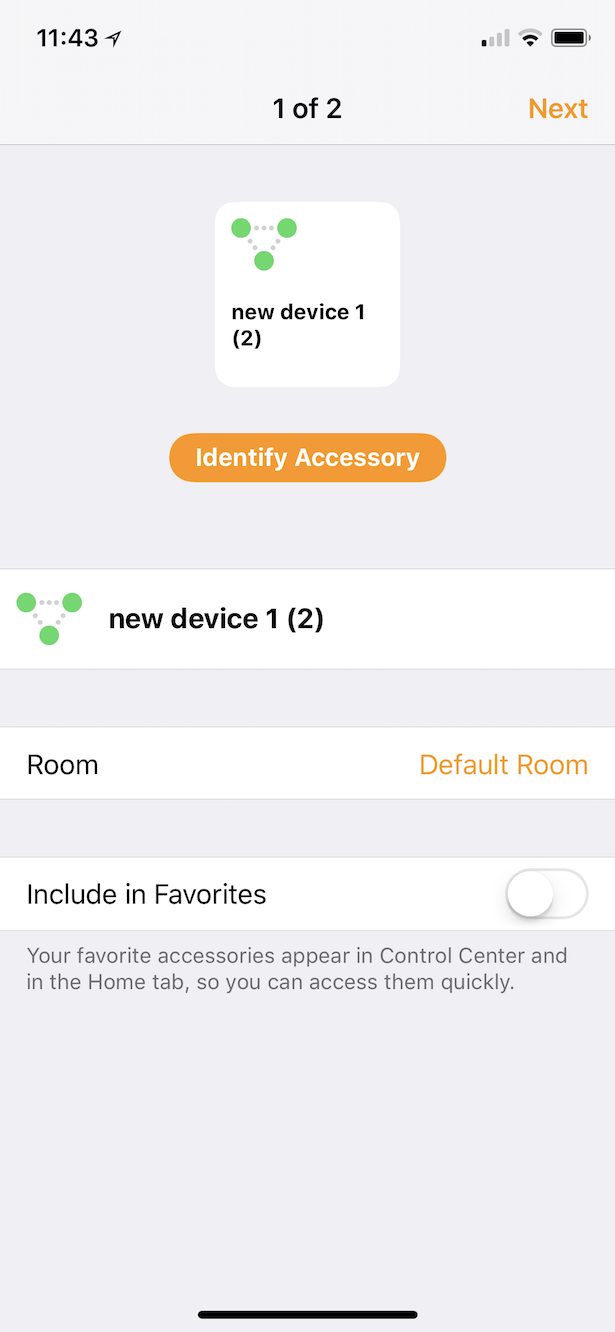 11:43
1 of 2
Next
new device 1
(2)
Identify Accessory
new device 1 (2)
Room
Default Room
Include in Favorites
Your favorite accessories appear in Control Center and
in the Home tab, so you can access them quickly.